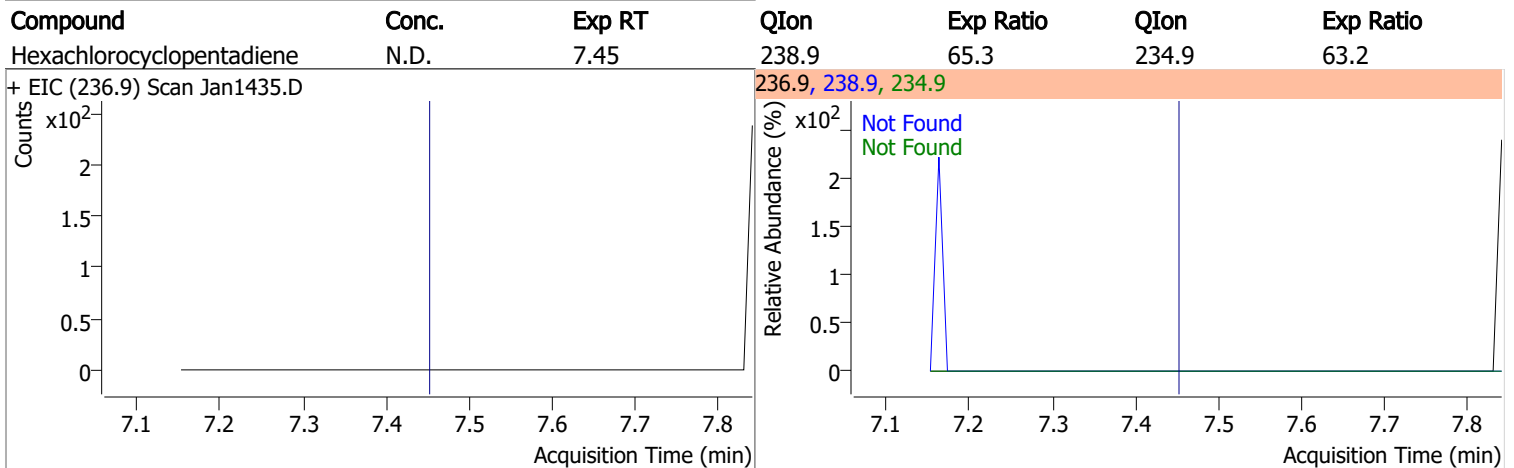 Compound Conc. Exp RT QIon Exp Ratio QIon Exp Ratio
Hexachlorocyclopentadiene N.D. 7.45 238.9 65.3 234.9 63.2
+ EIC (236.9) Scan Jan1435.D
Counts
x10²
2
1.5
1
0.5
0
7.1 7.2 7.3 7.4 7.5 7.6 7.7 7.8
Acquisition Time (min)
236.9, 238.9, 234.9
Relative Abundance (%)
x10²
Not Found
Not Found
2
1.5
1
0.5
0
7.1 7.2 7.3 7.4 7.5 7.6 7.7 7.8
Acquisition Time (min)